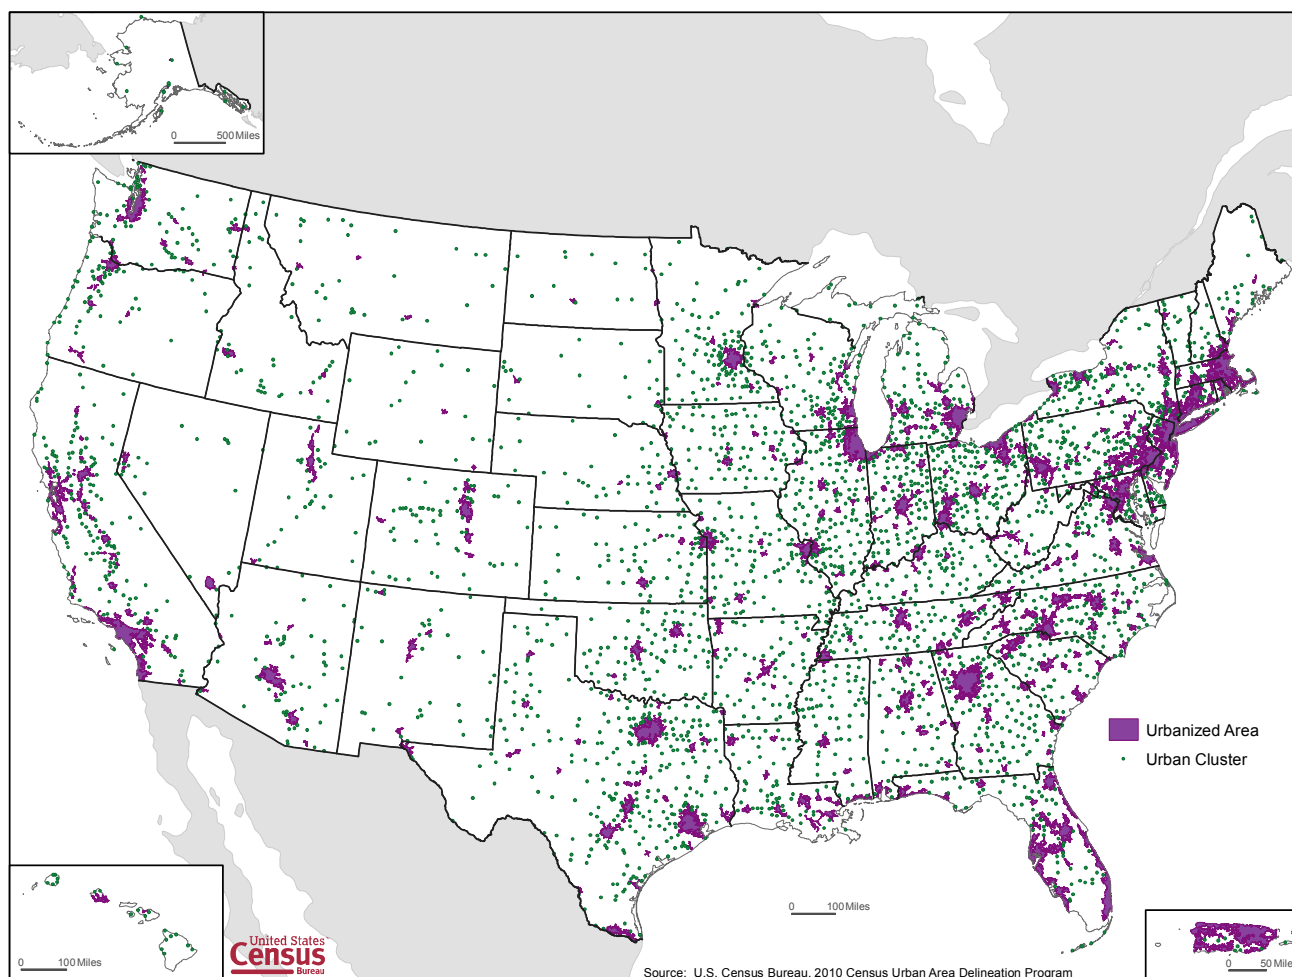 0 500 Miles
Urbanized Area
Urban Cluster
0 100 Miles
0 100 Miles
United States
Census
Bureau
0 50 Mile
Source: U.S. Census Bureau, 2010 Census Urban Area Delineation Program